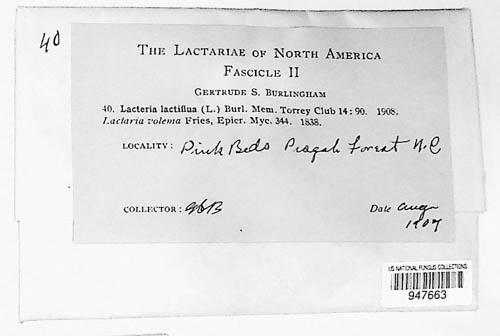 40
THE LACTARIAE OF NORTH AMERICA
FASCICLE II
GERTRUDE S. BURLINGHAM
40. Lacteria lactiflua (L.) Burl. Mem. Torrey Club 14: 90. 1908.
Lactaria volema Fries, Epicr. Myc. 344. 1838.
LOCALITY: Pink Beds Pisgah Forest N.C
COLLECTOR: GSB
Date Aug
1907
US NATIONAL FUNGUS COLLECTIONS
947663